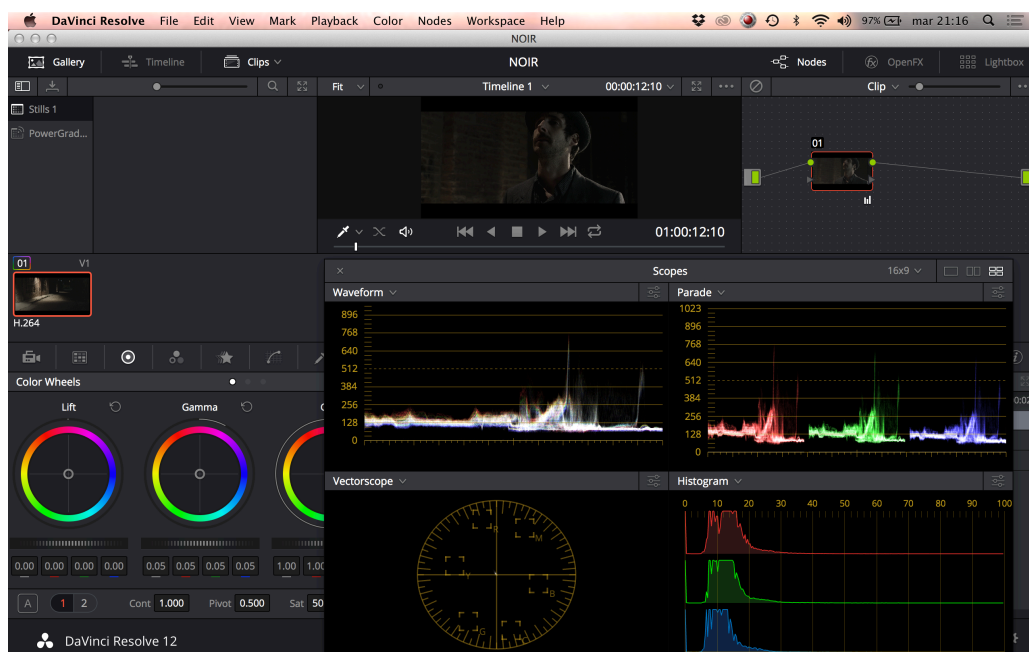 DaVinci Resolve File Edit View Mark Playback Color Nodes Workspace Help 97% mar 21:16
NOIR
Gallery Timeline Clips NOIR Nodes OpenFX Lightbox
Fit Timeline 1 00:00:12:10 Clip
Stills 1
PowerGrad...
01
01:00:12:10
01 V1
H.264
Scopes 16x9
Waveform Parade
896
768
640
512
384
256
128
0
1023
896
768
640
512
384
256
128
0
Color Wheels
Lift Gamma
0.00 0.00 0.00 0.00 0.05 0.05 0.05 0.05 1.00
A 1 2 Cont 1.000 Pivot 0.500 Sat 50
DaVinci Resolve 12
Vectorscope Histogram
R
M
Y
B
G
0 10 20 30 40 50 60 70 80 90 100